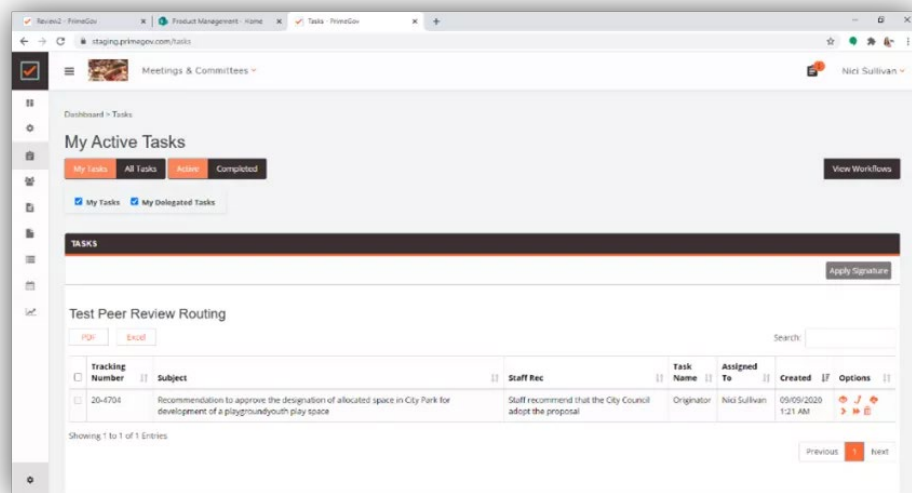 Review2 - PrimeGov
Product Management - Home
Tasks - PrimeGov
staging.primegov.com/tasks
Meetings & Committees
Nici Sullivan
Dashboard > Tasks
My Active Tasks
My Tasks All Tasks Active Completed
View Workflows
My Tasks My Delegated Tasks
TASKS
Apply Signature
Test Peer Review Routing
PDF Excel
Search:
Tracking Number Subject Staff Rec Task Name Assigned To Created Options
20-4704 Recommendation to approve the designation of allocated space in City Park for Staff recommend that the City Council Originator Nici Sullivan 09/09/2020
development of a playgroundyouth play space adopt the proposal 1:21 AM
Showing 1 to 1 of 1 Entries
Previous 1 Next